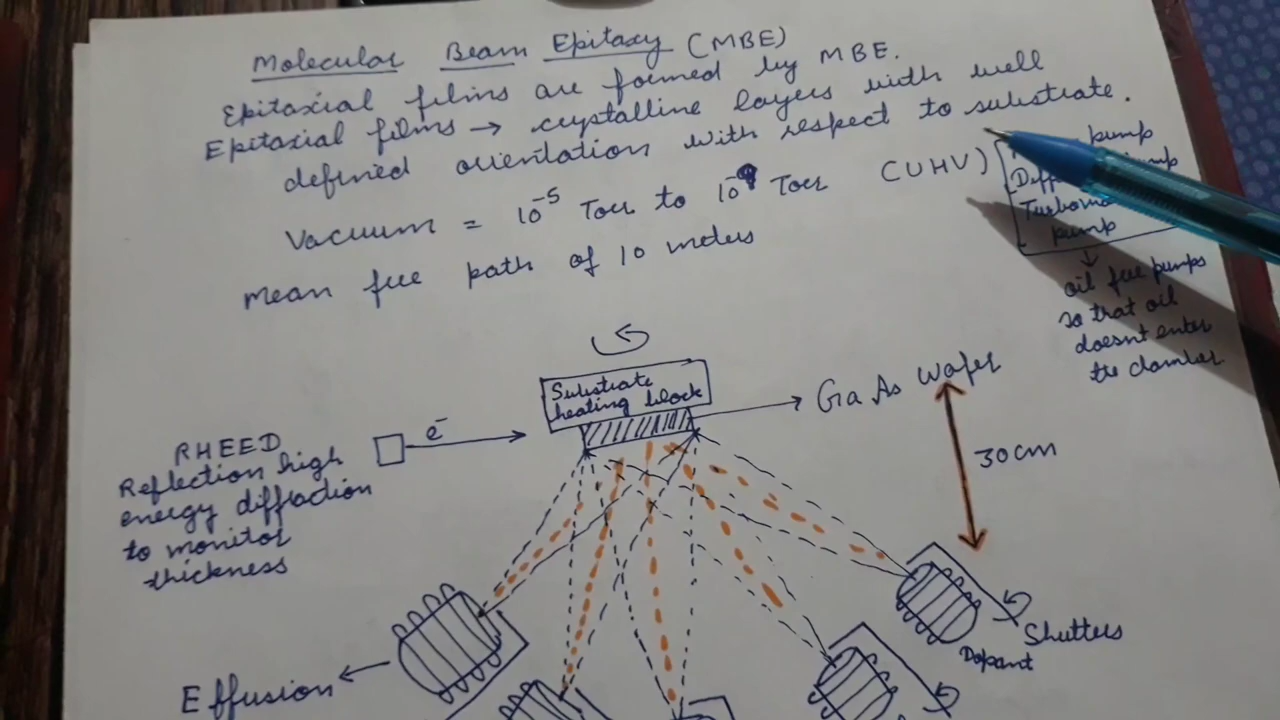 Molecular Beam Epitaxy (MBE)
Epitaxial films are formed by MBE.
Epitaxial films → crystalline layers with well
defined orientation with respect to substrate.
Vacuum = 10⁻⁵ Torr to 10⁻⁹ Torr (UHV)
pump
pump
Turbomo
pump
oil free pumps
so that oil
doesnt enter
the chamber
Mean free path of 10 meters
Substrate
heating block
GaAs Wafer
30cm
RHEED
Reflection high
energy diffraction
to monitor
thickness
e⁻
Shutters
Dopant
Effusion